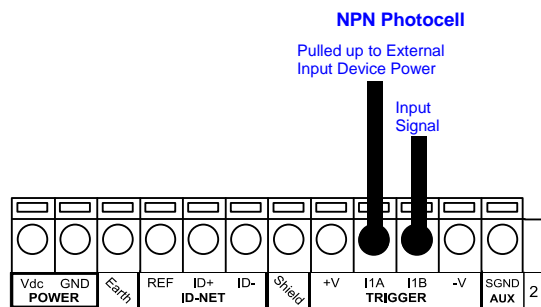 NPN Photocell
Pulled up to External
Input Device Power
Input
Signal
Vdc GND Earth REF ID+ ID- Shield +V I1A I1B -V SGND 2
POWER ID-NET TRIGGER AUX